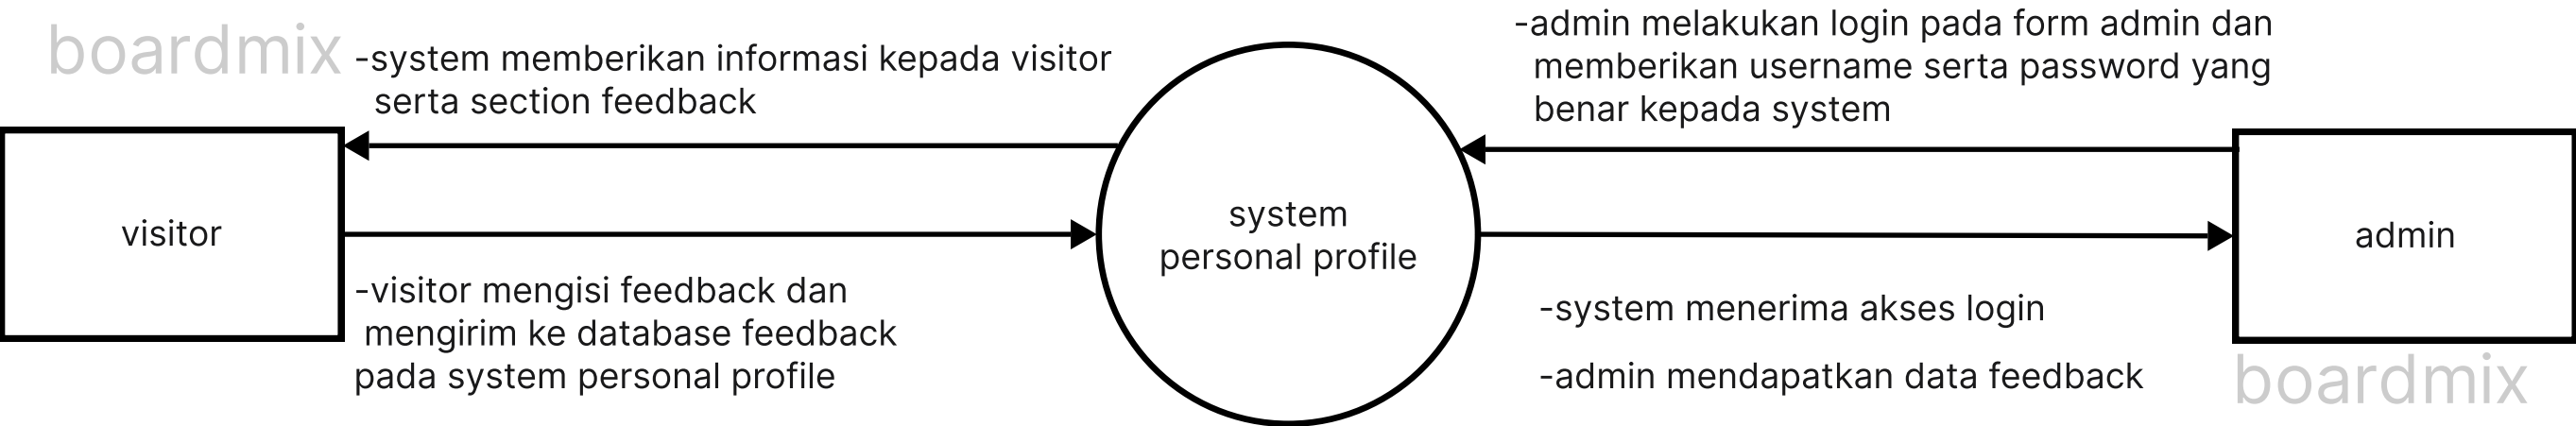 boardmix
-system memberikan informasi kepada visitor
serta section feedback
visitor
-visitor mengisi feedback dan
mengirim ke database feedback
pada system personal profile
system
personal profile
-admin melakukan login pada form admin dan
memberikan username serta password yang
benar kepada system
admin
-system menerima akses login
-admin mendapatkan data feedback
boardmix